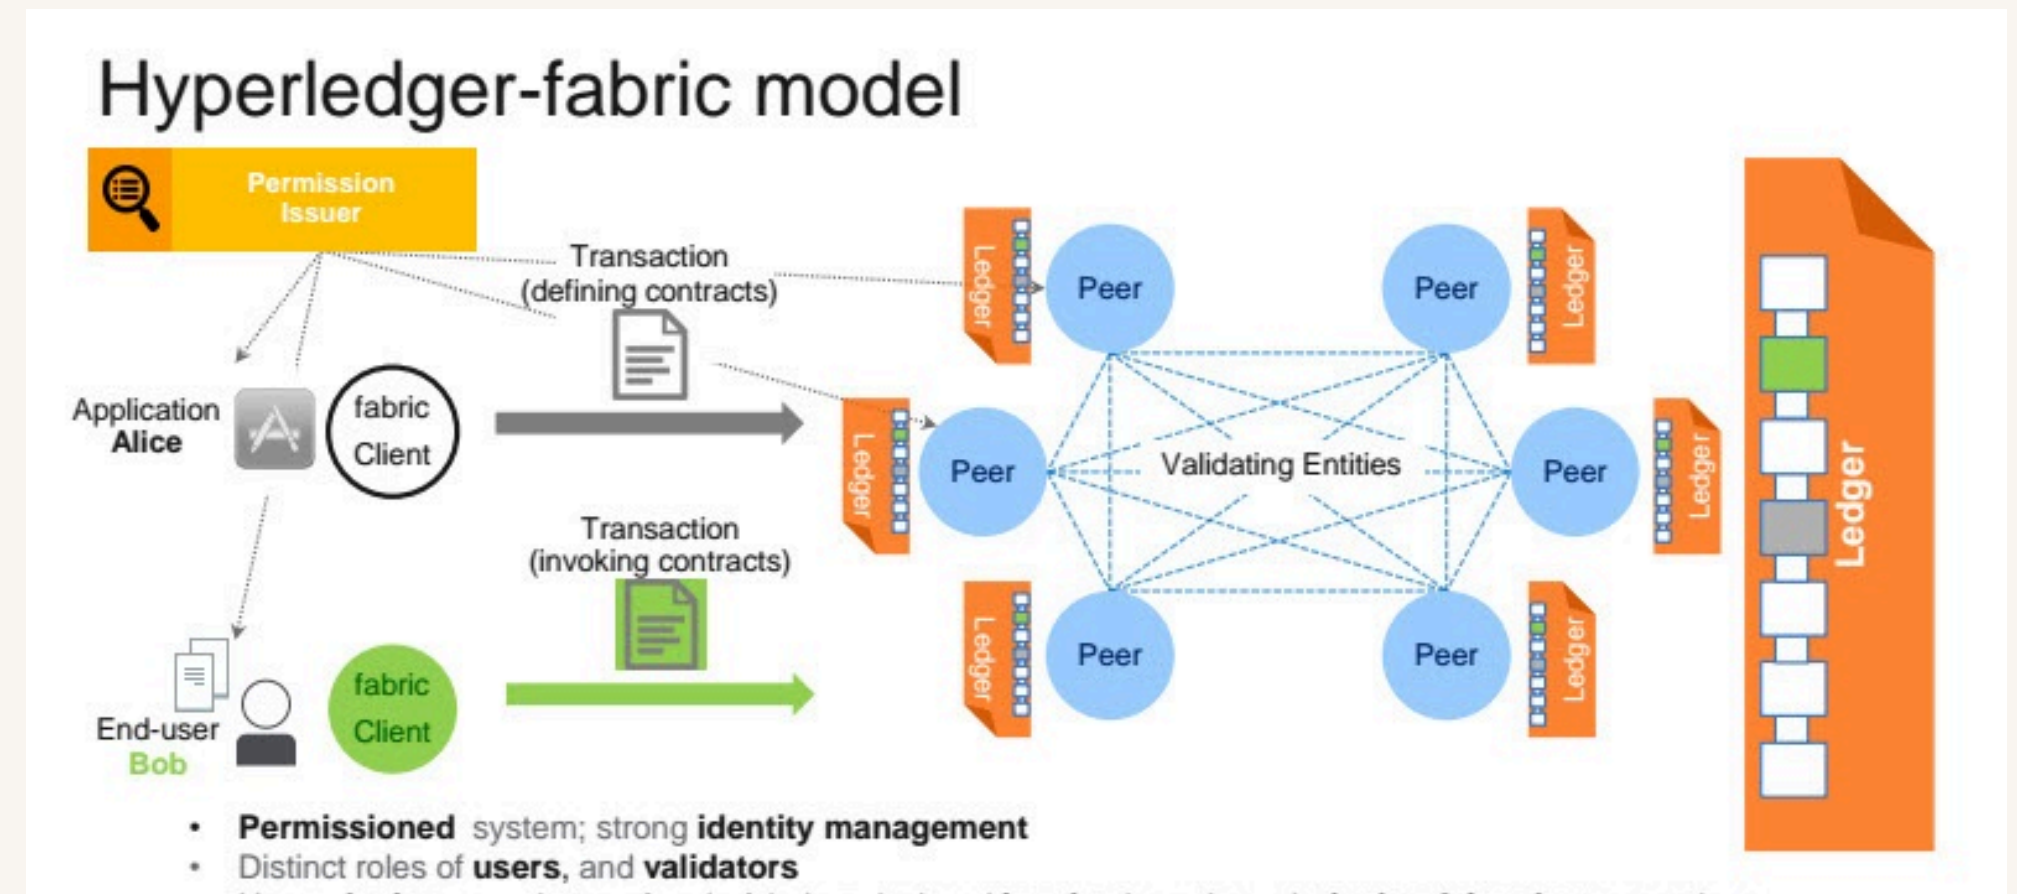 Hyperledger-fabric model
Permission
Issuer
Transaction
(defining contracts)
Application
Alice
fabric
Client
Transaction
(invoking contracts)
End-user
Bob
fabric
Client
Ledger
Peer
Peer
Ledger
Ledger
Peer
Validating Entities
Peer
Ledger
Ledger
Peer
Peer
Ledger
Ledger
• Permissioned system; strong identity management
• Distinct roles of users, and validators